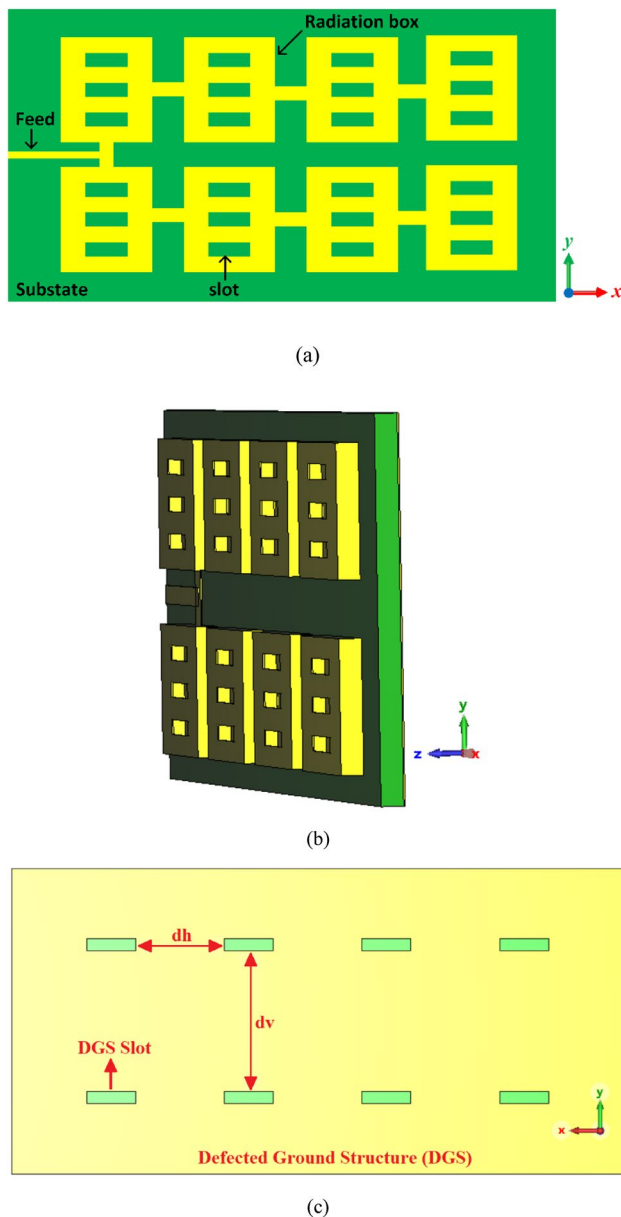 Radiation box
Feed
Substate
slot
y
x
(a)
y
z
x
(b)
dh
dv
DGS Slot
y
x
Defected Ground Structure (DGS)
(c)